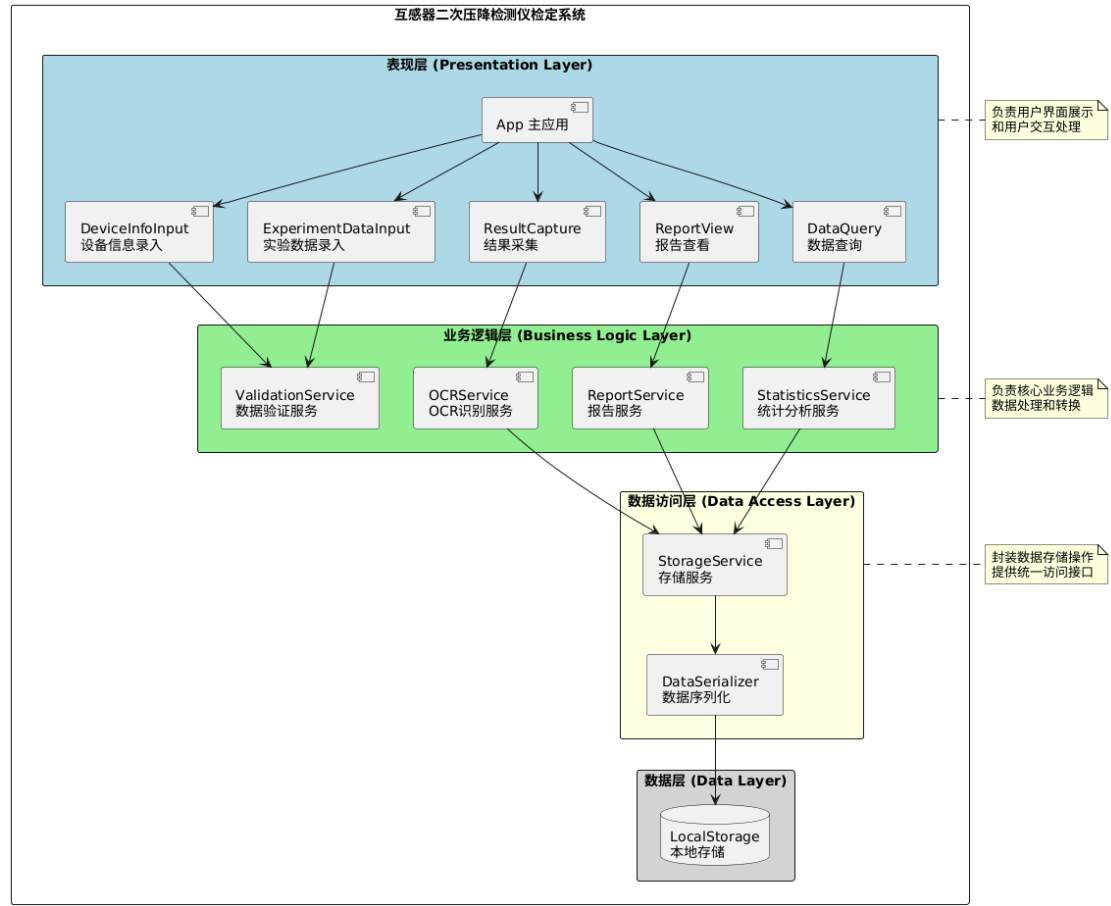 互感器二次压降检测仪检定系统
表现层 (Presentation Layer)
App 主应用
负责用户界面展示
和用户交互处理
DeviceInfoInput
设备信息录入
ExperimentDataInput
实验数据录入
ResultCapture
结果采集
ReportView
报告查看
DataQuery
数据查询
业务逻辑层 (Business Logic Layer)
ValidationService
数据验证服务
OCRService
OCR识别服务
ReportService
报告服务
StatisticsService
统计分析服务
负责核心业务逻辑
数据处理和转换
数据访问层 (Data Access Layer)
StorageService
存储服务
封装数据存储操作
提供统一访问接口
DataSerializer
数据序列化
数据层 (Data Layer)
LocalStorage
本地存储